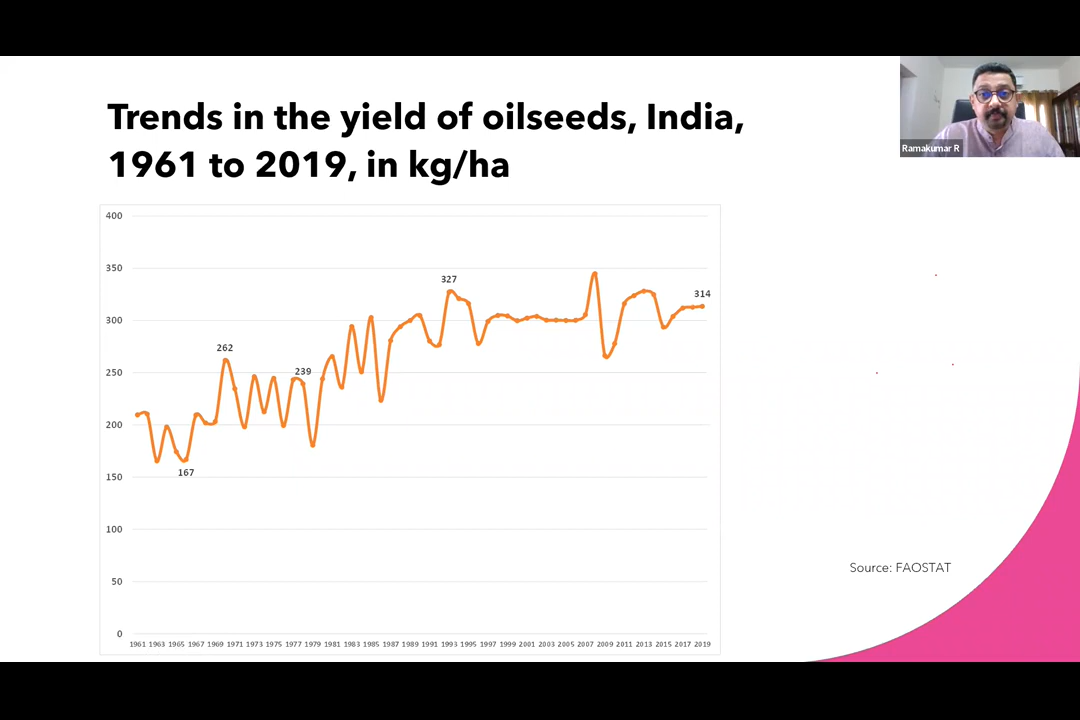 Trends in the yield of oilseeds, India,
1961 to 2019, in kg/ha
Ramakumar R
400
350
300
250
200
150
100
50
0
262
167
239
327
314
1961 1963 1965 1967 1969 1971 1973 1975 1977 1979 1981 1983 1985 1987 1989 1991 1993 1995 1997 1999 2001 2003 2005 2007 2009 2011 2013 2015 2017 2019
Source: FAOSTAT